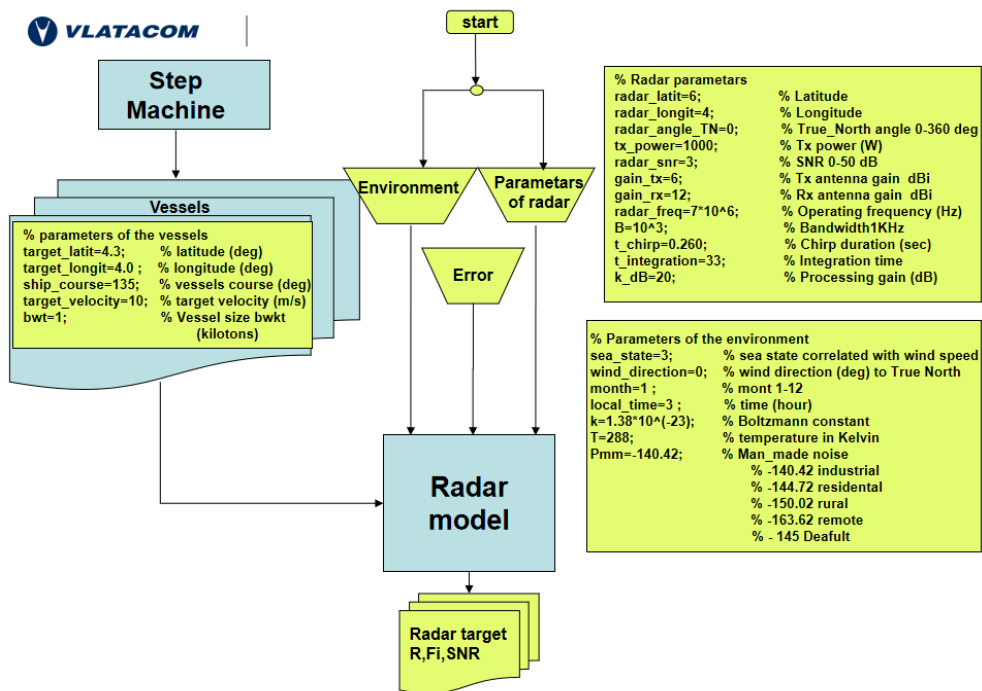 VLATACOM
start
Step
Machine
Environment
Parametars
of radar
Error
Vessels
% parameters of the vessels
target_latit=4.3; % latitude (deg)
target_longit=4.0 ; % longitude (deg)
ship_course=135; % vessels course (deg)
target_velocity=10; % target velocity (m/s)
bwt=1; % Vessel size bwkt
(kilotons)
% Radar parametars
radar_latit=6; % Latitude
radar_longit=4; % Longitude
radar_angle_TN=0; % True_North angle 0-360 deg
tx_power=1000; % Tx power (W)
radar_snr=3; % SNR 0-50 dB
gain_tx=6; % Tx antenna gain dBi
gain_rx=12; % Rx antenna gain dBi
radar_freq=7*10^6; % Operating frequency (Hz)
B=10^3; % Bandwidth1KHz
t_chirp=0.260; % Chirp duration (sec)
t_integration=33; % Integration time
k_dB=20; % Processing gain (dB)
% Parameters of the environment
sea_state=3; % sea state correlated with wind speed
wind_direction=0; % wind direction (deg) to True North
month=1 ; % mont 1-12
local_time=3 ; % time (hour)
k=1.38*10^(-23); % Boltzmann constant
T=288; % temperature in Kelvin
Pmm=-140.42; % Man_made noise
% -140.42 industrial
% -144.72 residental
% -150.02 rural
% -163.62 remote
% - 145 Deafult
Radar
model
Radar target
R,Fi,SNR